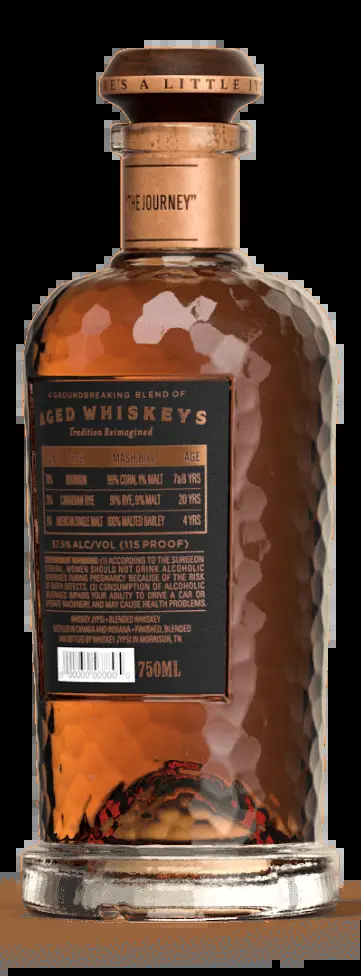 RE'S A LITTLE JY
"THE JOURNEY"
A GROUNDBREAKING BLEND OF
AGED WHISKEYS
Tradition Reimagined
MASH BILL AGE
BOURBON 99% CORN, 1% MALT 7&8 YRS
CANADIAN RYE 91% RYE, 9% MALT 20 YRS
SINGLE MALT 100% MALTED BARLEY 4 YRS
57.5% ALC/VOL (115 PROOF)
GOVERNMENT WARNING: (1) ACCORDING TO THE SURGEON
GENERAL, WOMEN SHOULD NOT DRINK ALCOHOLIC
BEVERAGES DURING PREGNANCY BECAUSE OF THE RISK
OF BIRTH DEFECTS. (2) CONSUMPTION OF ALCOHOLIC
BEVERAGES IMPAIRS YOUR ABILITY TO DRIVE A CAR OR
OPERATE MACHINERY, AND MAY CAUSE HEALTH PROBLEMS.
WHISKEY JYPSI • BLENDED WHISKEY
DISTILLED IN CANADA AND INDIANA • FINISHED, BLENDED
AND BOTTLED BY WHISKEY JYPSI IN MORRISON, TN
750ML